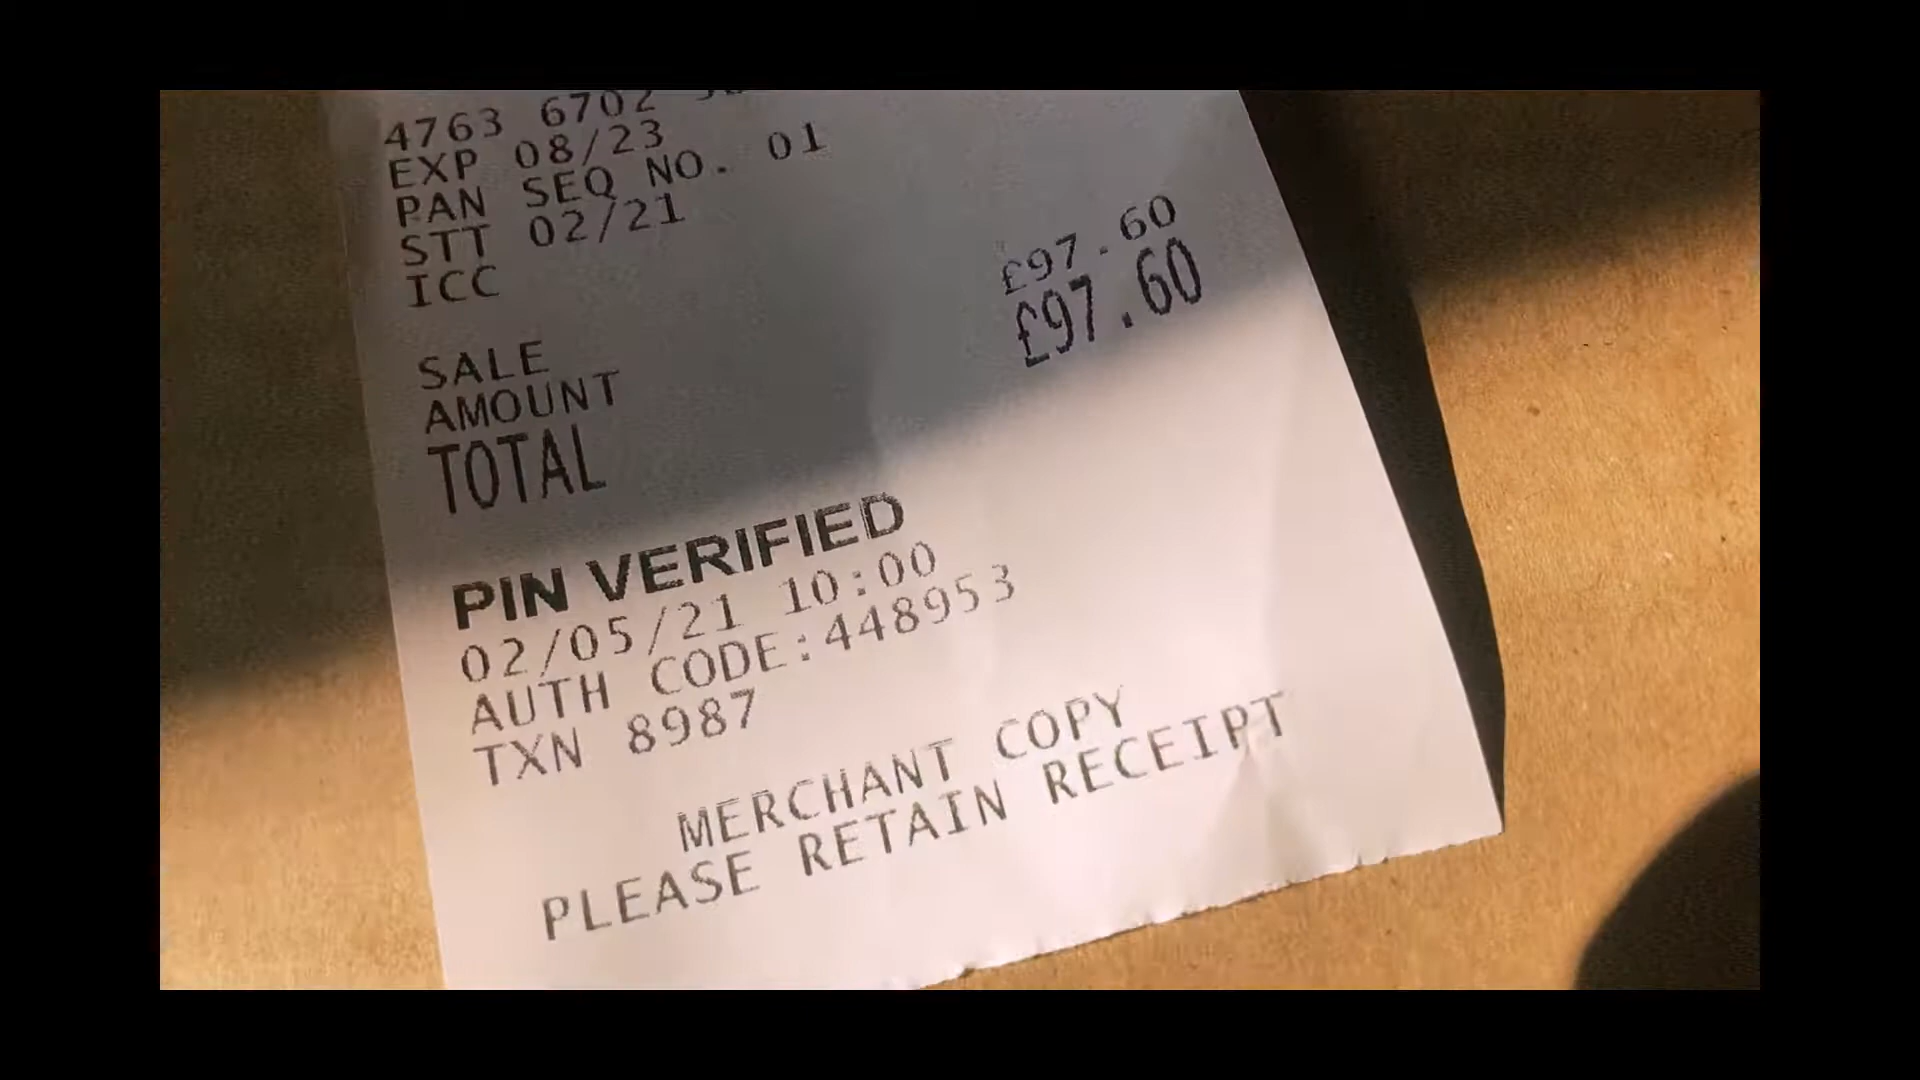 4763 6702
EXP 08/23
PAN SEQ NO. 01
STT 02/21
ICC
SALE
AMOUNT £97.60
TOTAL £97.60
PIN VERIFIED
02/05/21 10:00
AUTH CODE:448953
TXN 8987
MERCHANT COPY
PLEASE RETAIN RECEIPT